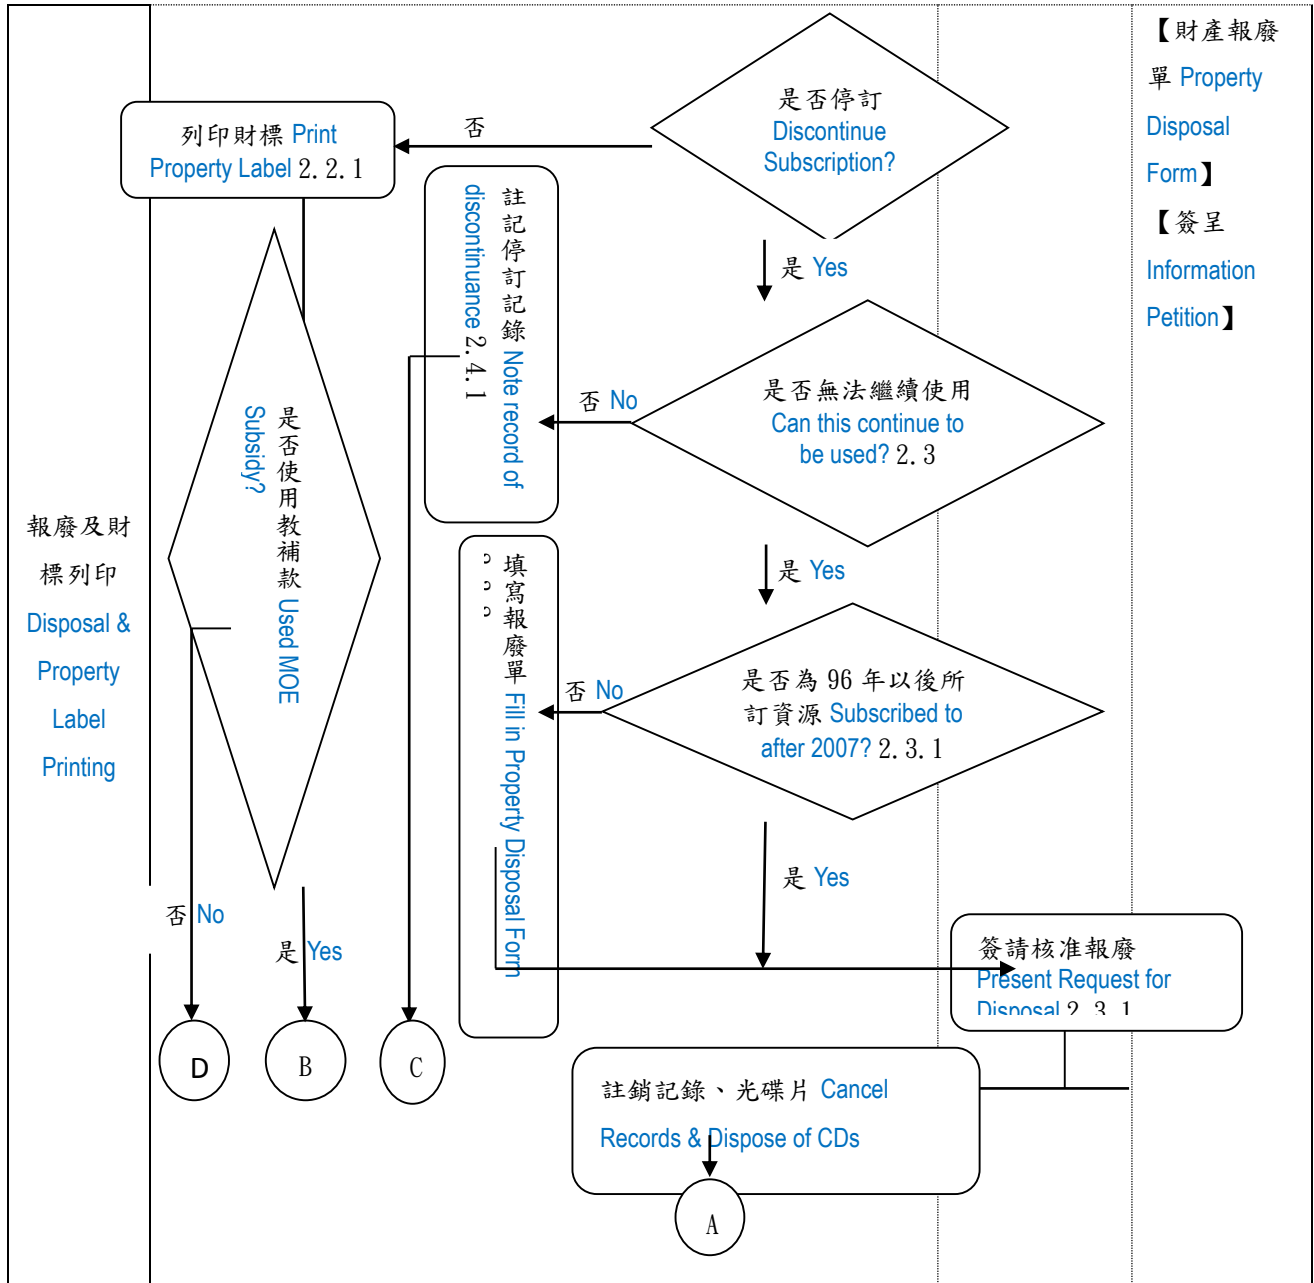 是否停訂
Discontinue
Subscription?
【財產報廢
單 Property
Disposal
Form】
【簽呈
Information
Petition】
否
列印財標 Print
Property Label 2.2.1
是 Yes
註記停訂記錄 Note record of
discontinuance 2.4.1
是否無法繼續使用
Can this continue to
be used? 2.3
否 No
是否使用教補款 Used MOE
Subsidy?
報廢及財
標列印
Disposal &
Property
Label
Printing
是 Yes
填寫報廢單 Fill in Property Disposal Form
是否為 96 年以後所
訂資源 Subscribed to
after 2007? 2.3.1
否 No
是 Yes
否 No
是 Yes
簽請核准報廢
Present Request for
Disposal 2.3.1
D
B
C
註銷記錄、光碟片 Cancel
Records & Dispose of CDs
A